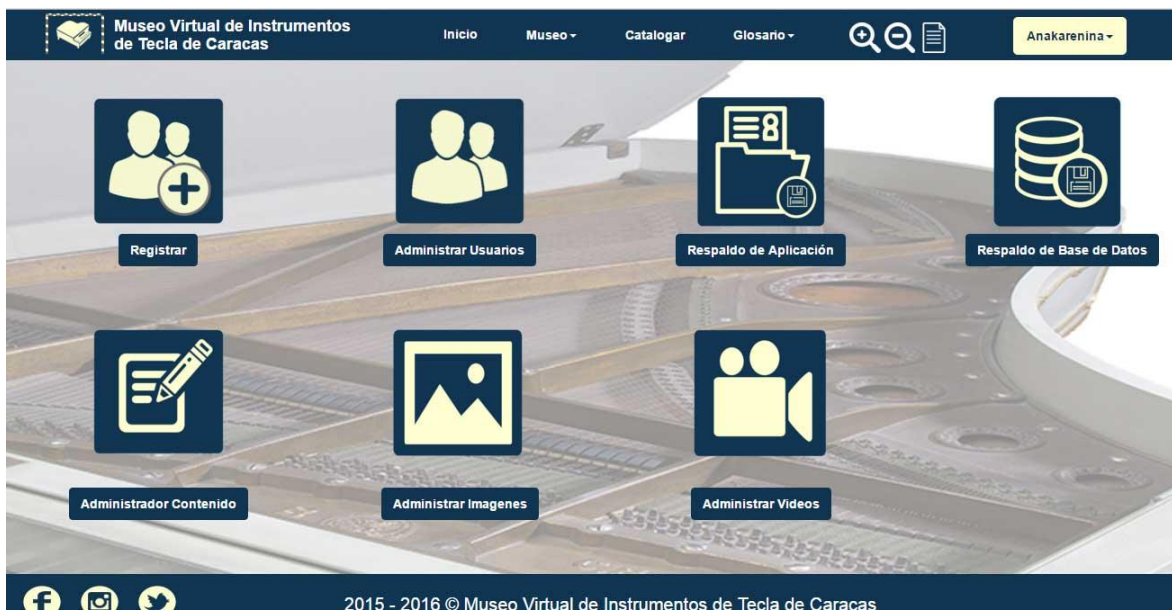 Museo Virtual de Instrumentos
de Tecla de Caracas
Inicio
Museo
Catalogar
Glosario
Anakarenina
Registrar
Administrar Usuarios
Respaldo de Aplicación
Respaldo de Base de Datos
Administrador Contenido
Administrar Imagenes
Administrar Videos
2015 - 2016 © Museo Virtual de Instrumentos de Tecla de Caracas